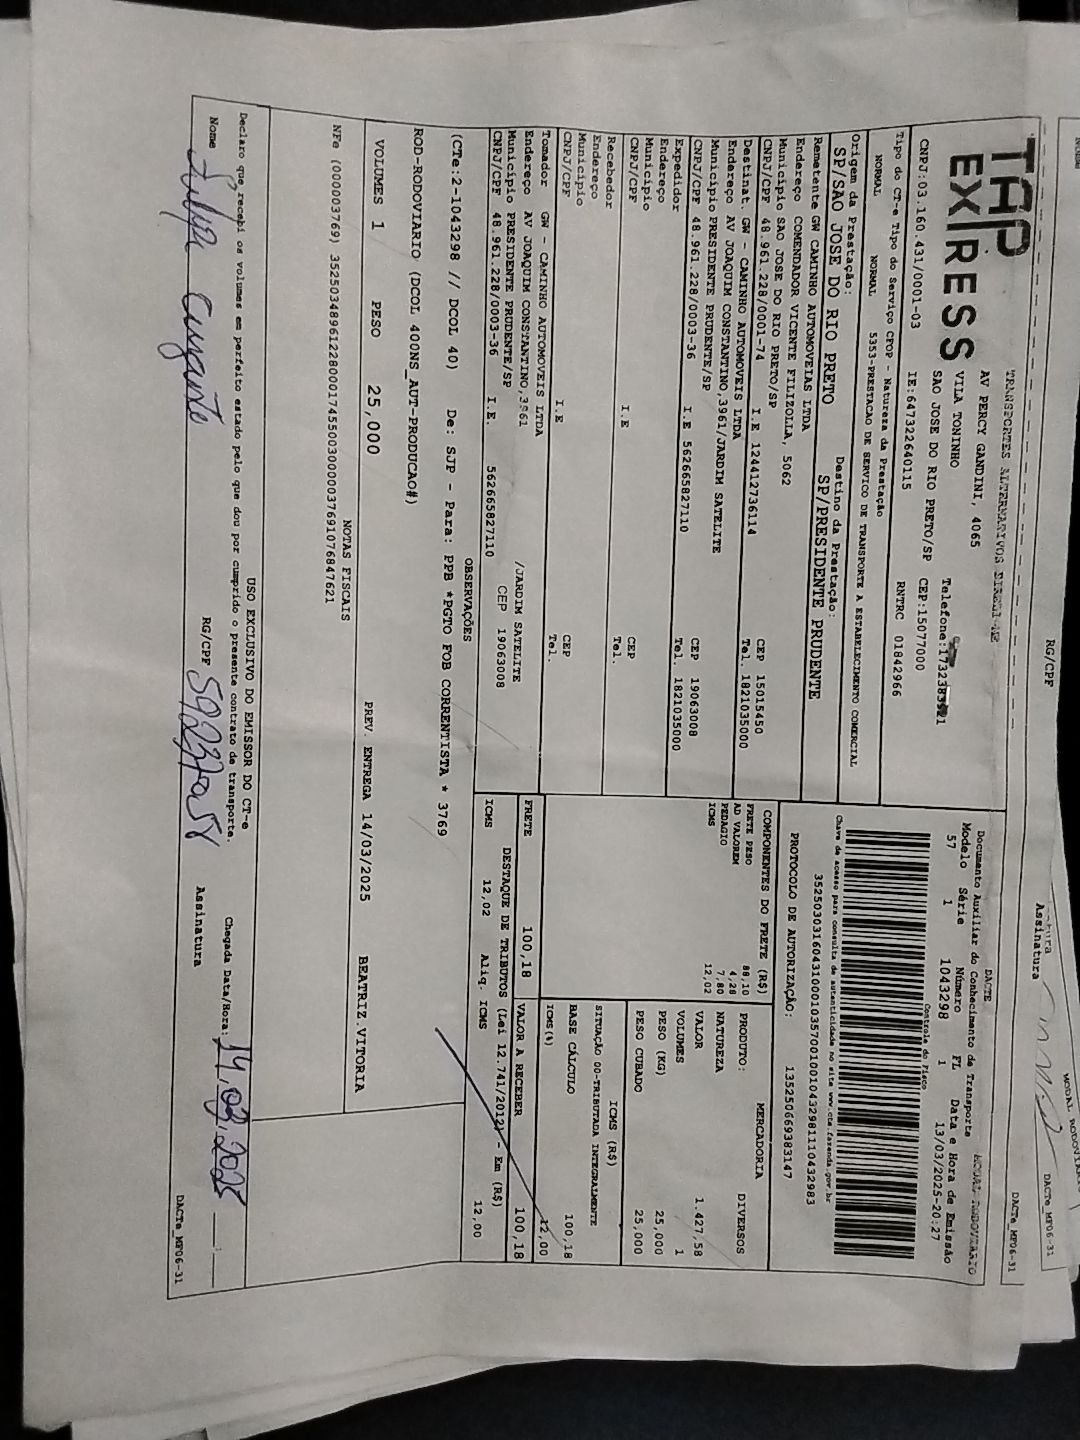 RG/CPF
Assinatura
DACTe_MF06-31
DACTe_MF06-31
TAP EXPRESS
TRANSPORTES ALTERNATIVOS
AV PERCY GANDINI, 4065
VILA TONINHO
SAO JOSE DO RIO PRETO/SP
Telefone:
CEP:15077000
CNPJ:03.160.431/0001-03
IE:647322640115
RNTRC 01842966
Tipo do CT-e Tipo do Serviço CFOP - Natureza da Prestação
NORMAL NORMAL 5353-PRESTACAO DE SERVICO DE TRANSPORTE A ESTABELECIMENTO COMERCIAL
Origem da Prestação: Destino da Prestação:
SP/SAO JOSE DO RIO PRETO SP/PRESIDENTE PRUDENTE
Remetente GW CAMINHO AUTOMOVEIAS LTDA
Endereço COMENDADOR VICENTE FILIZOLLA, 5062
Município SAO JOSE DO RIO PRETO/SP CEP 15015450
CNPJ/CPF 48.961.228/0001-74 I.E 124412736114 Tel. 1821035000
Destinat. GW - CAMINHO AUTOMOVEIS LTDA
Endereço AV JOAQUIM CONSTANTINO,3961/JARDIM SATELITE
Município PRESIDENTE PRUDENTE/SP CEP 19063008
CNPJ/CPF 48.961.228/0003-36 I.E 562665827110 Tel. 1821035000
Expedidor
Endereço
Município CEP
CNPJ/CPF I.E Tel.
Recebedor
Endereço
Município CEP
CNPJ/CPF I.E Tel.
Tomador GW - CAMINHO AUTOMOVEIS LTDA
Endereço AV JOAQUIM CONSTANTINO,3961 /JARDIM SATELITE
Município PRESIDENTE PRUDENTE/SP CEP 19063008
CNPJ/CPF 48.961.228/0003-36 I.E. 562665827110
DACTE
Documento Auxiliar do Conhecimento de Transporte MODAL RODOVIARIO
Modelo Série Número FL Data e Hora de Emissão
57 1 1043298 1 13/03/2025-20:27
Controle do Fisco
Chave de acesso para consulta de autenticidade no site www.cte.fazenda.gov.br
PROTOCOLO DE AUTORIZAÇÃO: 135250669383147
COMPONENTES DO FRETE (R$)
FRETE PESO 88,10
AD VALOREM 4,28
PEDAGIO 7,80
ICMS 12,02
MERCADORIA
PRODUTO: DIVERSOS
NATUREZA
VALOR 1.427,58
VOLUMES 1
PESO (KG) 25,000
PESO CUBADO 25,000
ICMS (R$)
SITUAÇÃO 00-TRIBUTADA INTEGRALMENTE
BASE CÁLCULO 100,18
ICMS(%) 12,00
FRETE 100,18 VALOR A RECEBER 100,18
DESTAQUE DE TRIBUTOS (Lei 12.741/2012) - Em (R$)
ICMS 12,02 Aliq. ICMS 12,00
OBSERVAÇÕES
(CTe:2-1043298 // DCOL 40) De: SJP - Para: PPB *PGTO FOB CORRENTISTA * 3769
ROD-RODOVIARIO (DCOL 400NS_AUT-PRODUCAO#)
VOLUMES 1 PESO 25,000 PREV. ENTREGA 14/03/2025 BEATRIZ.VITORIA
NOTAS FISCAIS
USO EXCLUSIVO DO EMISSOR DO CT-e
Declaro que recebi os volumes em perfeito estado pelo que dou por cumprido o presente contrato de transporte.
Nome RG/CPF Assinatura Chegada Data/Hora: 14.03.2025
DACTe_MF06-31